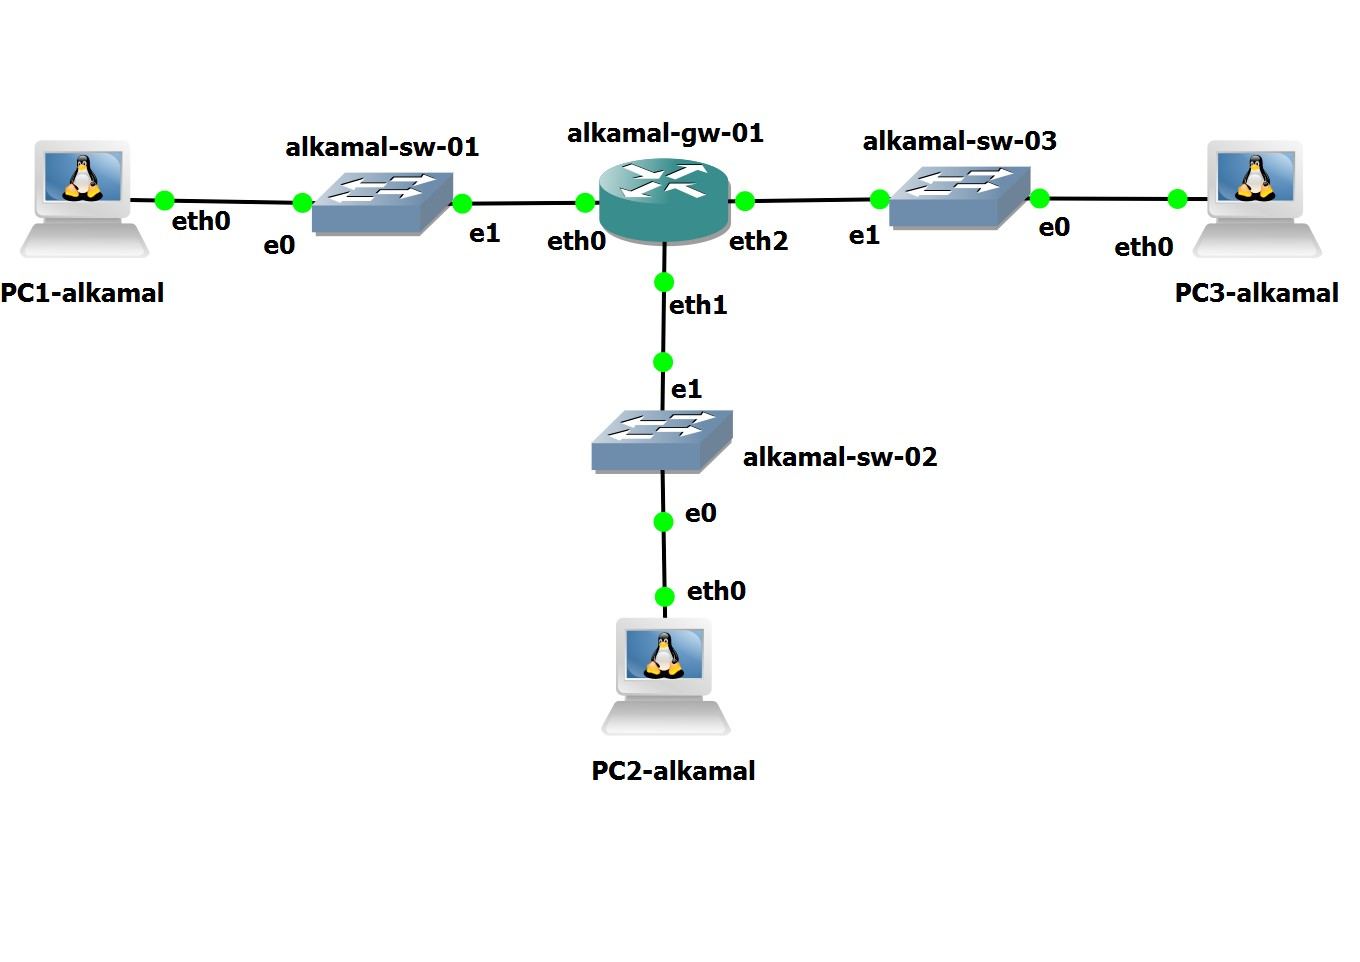 alkamal-gw-01
alkamal-sw-01
alkamal-sw-03
eth0
e0
e1
eth0
eth2
e1
e0
eth0
PC1-alkamal
PC3-alkamal
eth1
e1
alkamal-sw-02
e0
eth0
PC2-alkamal